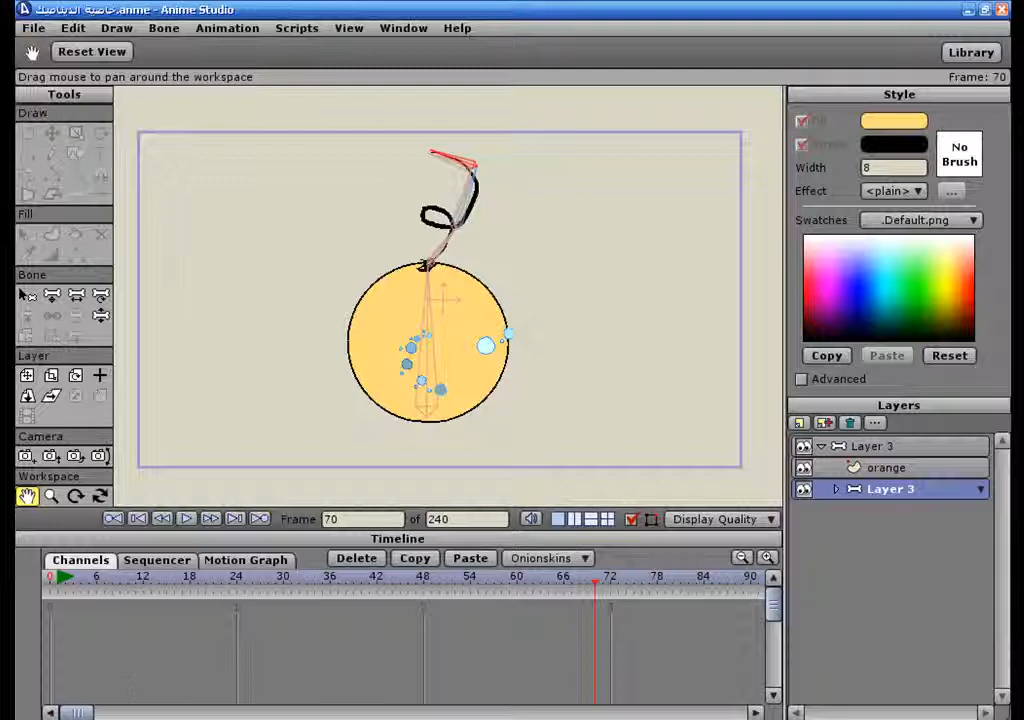 خاصية الديناميك.anme - Anime Studio
File Edit Draw Bone Animation Scripts View Window Help
Reset View Library
Drag mouse to pan around the workspace Frame: 70
Tools Style
Draw
Fill
Bone
Layer
Camera
Workspace
No Brush
Width 8
Effect <plain> ...
Swatches .Default.png
Copy Paste Reset
Advanced
Layers
Layer 3
orange
Layer 3
Frame 70 of 240 Display Quality
Timeline
Channels Sequencer Motion Graph Delete Copy Paste Onionskins
0 6 12 18 24 30 36 42 48 54 60 66 72 78 84 90